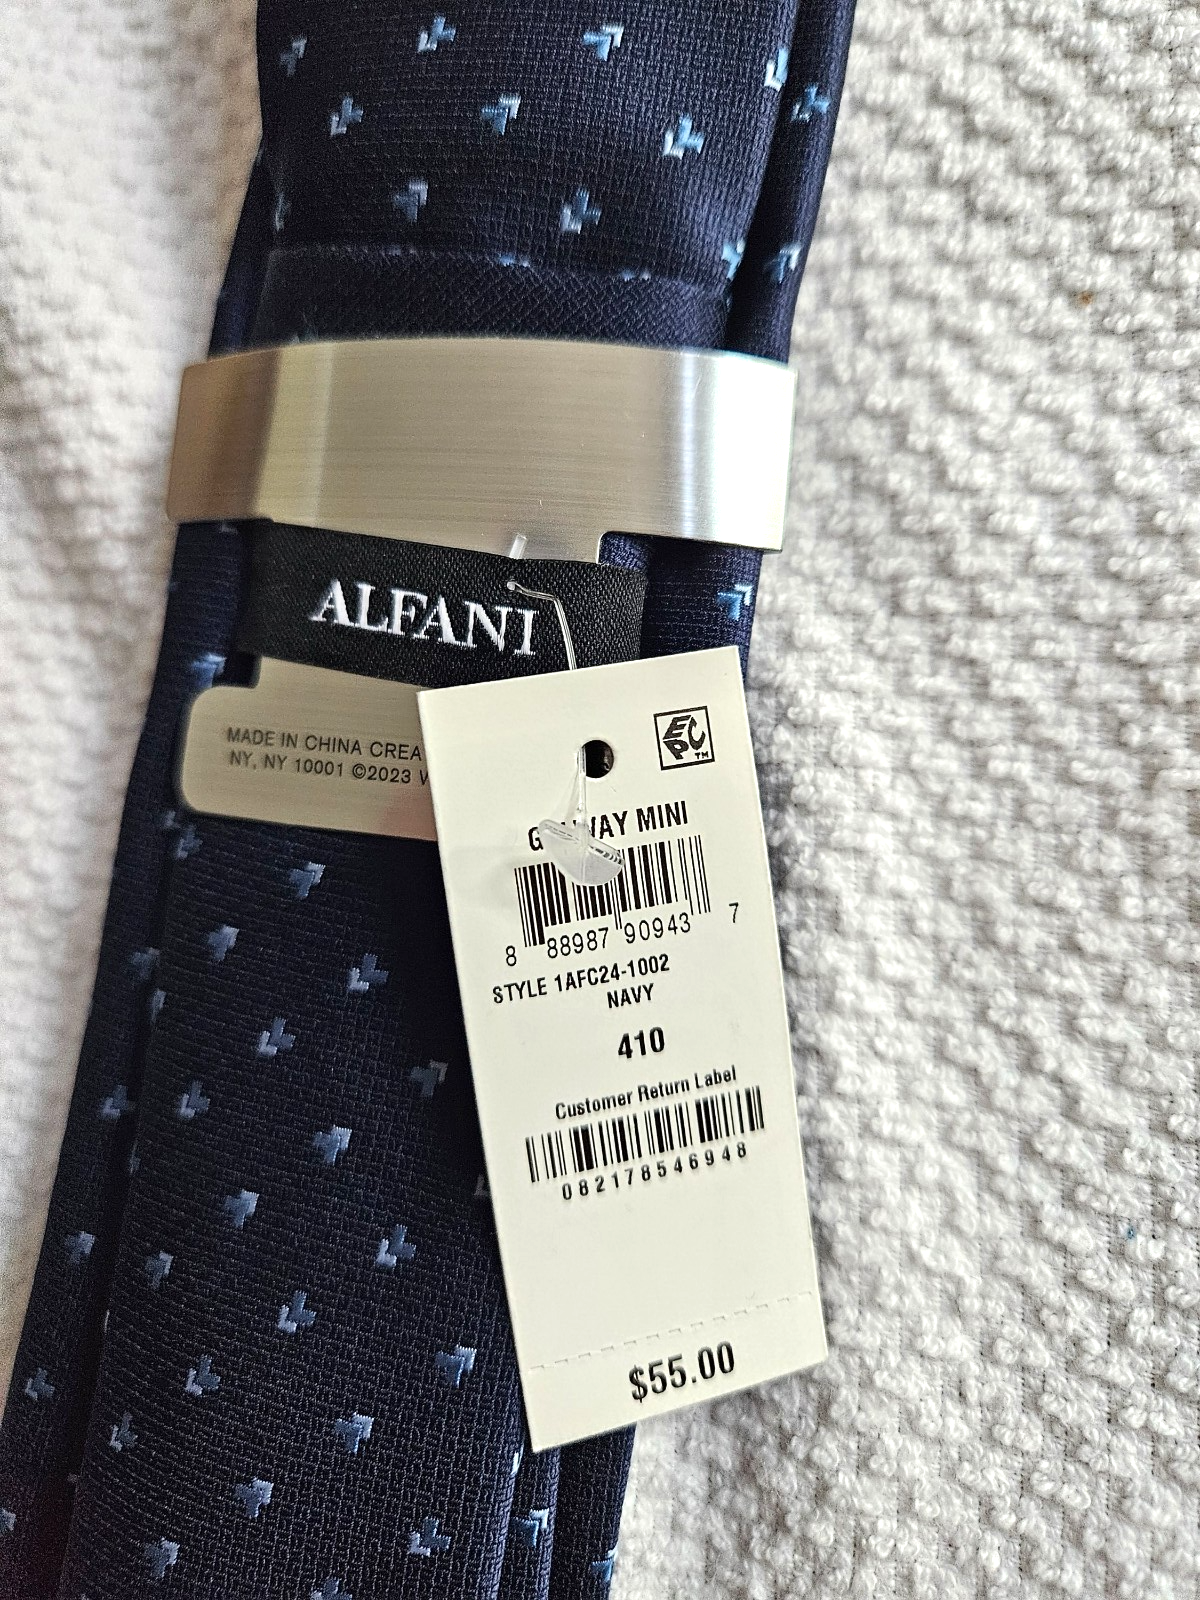 ALFANI
MADE IN CHINA
NY, NY 10001 ©2023
EPC TM
MINI
8 88987 90943 7
STYLE 1AFC24-1002
NAVY
410
Customer Return Label
082178546948
$55.00